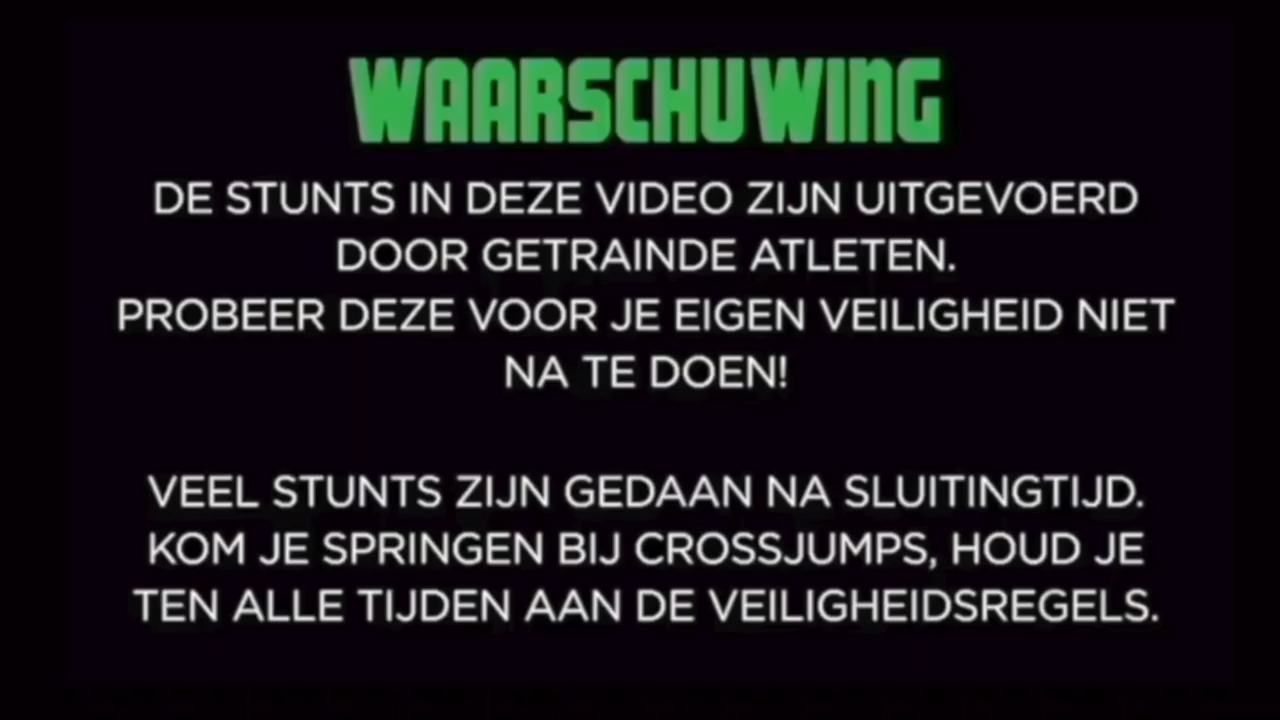 WAARSCHUWING
DE STUNTS IN DEZE VIDEO ZIJN UITGEVOERD
DOOR GETRAINDE ATLETEN.
PROBEER DEZE VOOR JE EIGEN VEILIGHEID NIET
NA TE DOEN!
VEEL STUNTS ZIJN GEDAAN NA SLUITINGTIJD.
KOM JE SPRINGEN BIJ CROSSJUMPS, HOUD JE
TEN ALLE TIJDEN AAN DE VEILIGHEIDSREGELS.